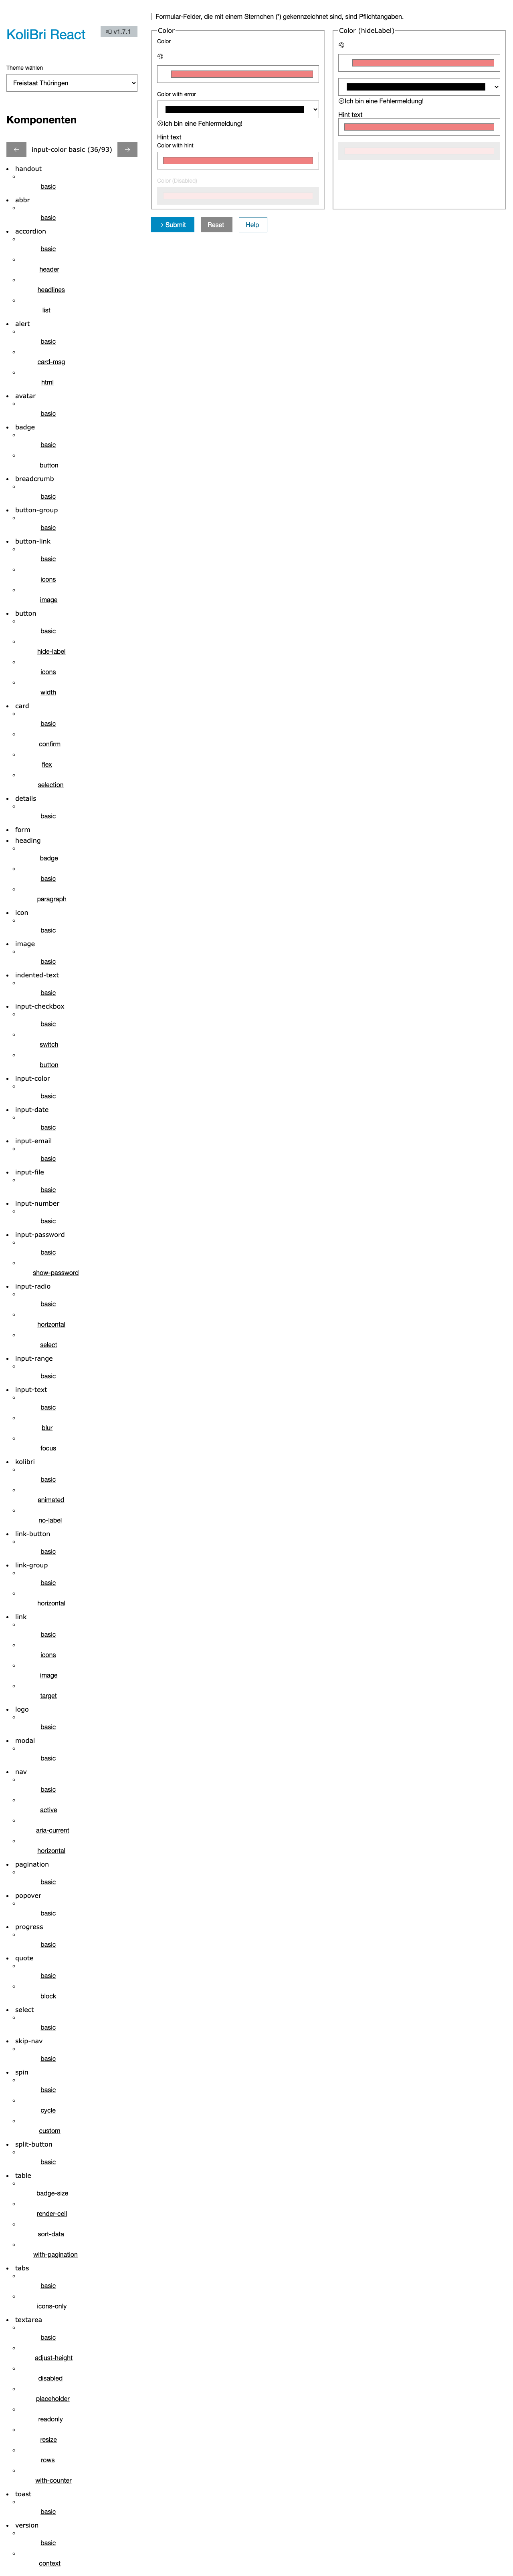 KoliBri React
v1.7.1
Theme wählen
Freistaat Thüringen
Komponenten
← input-color basic (36/93) →
handout
basic
abbr
basic
accordion
basic
header
headlines
list
alert
basic
card-msg
html
avatar
basic
badge
basic
button
breadcrumb
basic
button-group
basic
button-link
basic
icons
image
button
basic
hide-label
icons
width
card
basic
confirm
flex
selection
details
basic
form
heading
badge
basic
paragraph
icon
basic
image
basic
indented-text
basic
input-checkbox
basic
switch
button
input-color
basic
input-date
basic
input-email
basic
input-file
basic
input-number
basic
input-password
basic
show-password
input-radio
basic
horizontal
select
input-range
basic
input-text
basic
blur
focus
kolibri
basic
animated
no-label
link-button
basic
link-group
basic
horizontal
link
basic
icons
image
target
logo
basic
modal
basic
nav
basic
active
aria-current
horizontal
pagination
basic
popover
basic
progress
basic
quote
basic
block
select
basic
skip-nav
basic
spin
basic
cycle
custom
split-button
basic
table
badge-size
render-cell
sort-data
with-pagination
tabs
basic
icons-only
textarea
basic
adjust-height
disabled
placeholder
readonly
resize
rows
with-counter
toast
basic
version
basic
context
Formular-Felder, die mit einem Sternchen (*) gekennzeichnet sind, sind Pflichtangaben.
Color
Color
Color with error
Ich bin eine Fehlermeldung!
Hint text
Color with hint
Color (Disabled)
Color (hideLabel)
Ich bin eine Fehlermeldung!
Hint text
→ Submit
Reset
Help